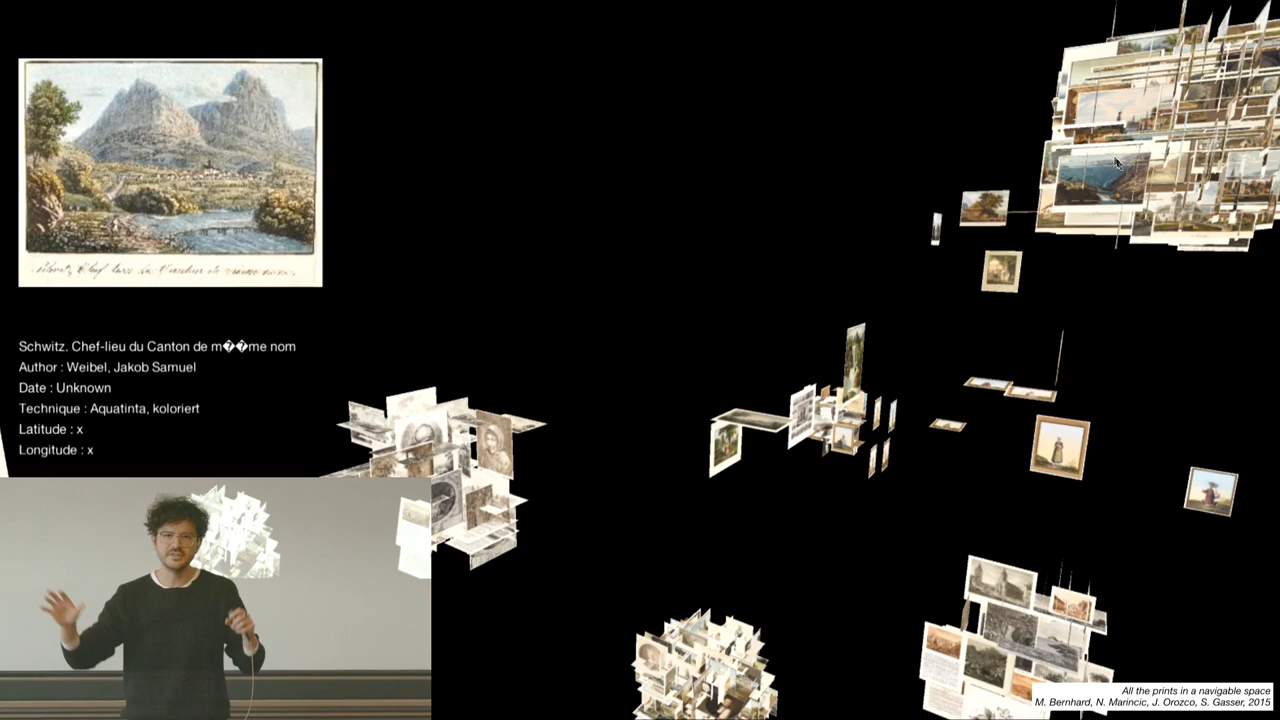 Schwitz. Chef-lieu du Canton de m��me nom
Author : Weibel, Jakob Samuel
Date : Unknown
Technique : Aquatinta, koloriert
Latitude : x
Longitude : x
All the prints in a navigable space
M. Bernhard, N. Marincic, J. Orozco, S. Gasser, 2015